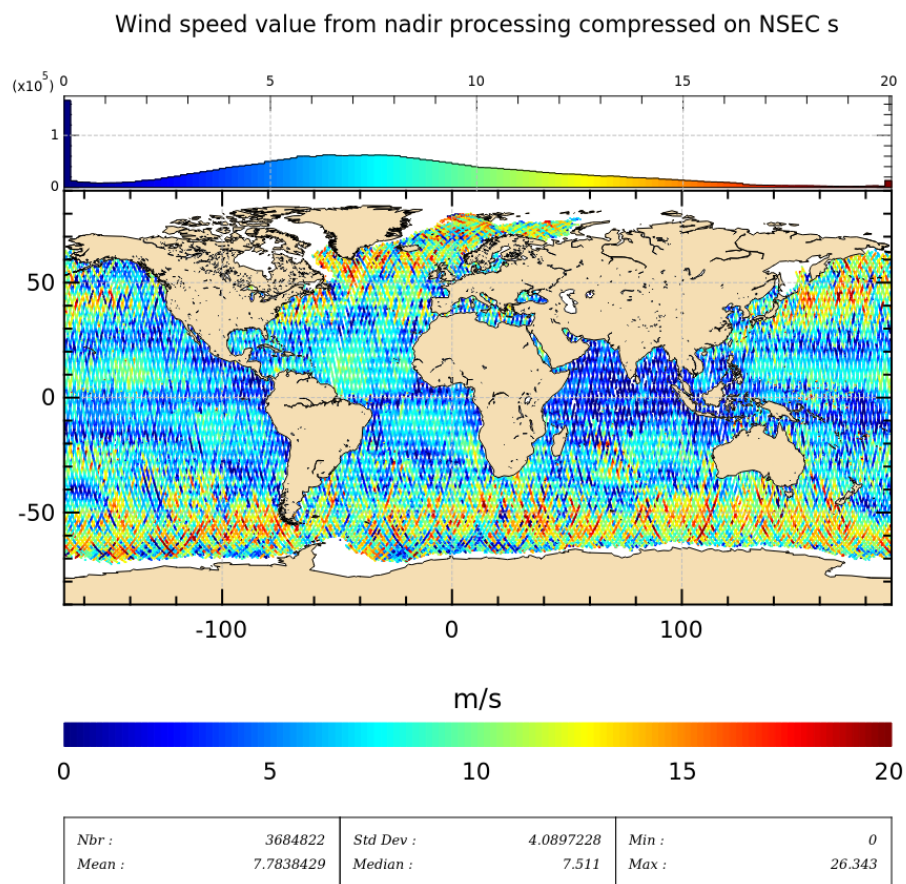 Wind speed value from nadir processing compressed on NSEC s
(x10⁵) 0 5 10 15 20
1
0
50
0
-50
-100 0 100
m/s
0 5 10 15 20
Nbr : 3684822 Std Dev : 4.0897228 Min : 0
Mean : 7.7838429 Median : 7.511 Max : 26.343